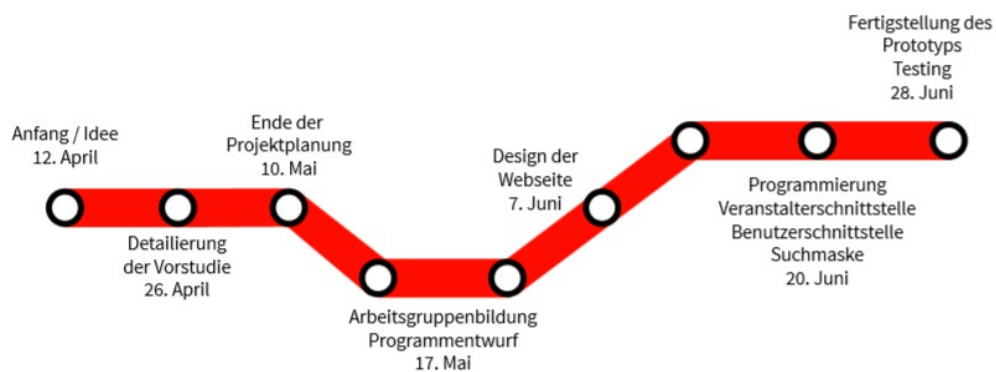 Anfang / Idee
12. April
Detailierung
der Vorstudie
26. April
Ende der
Projektplanung
10. Mai
Arbeitsgruppenbildung
Programmentwurf
17. Mai
Design der
Webseite
7. Juni
Programmierung
Veranstalterschnittstelle
Benutzerschnittstelle
Suchmaske
20. Juni
Fertigstellung des
Prototyps
Testing
28. Juni